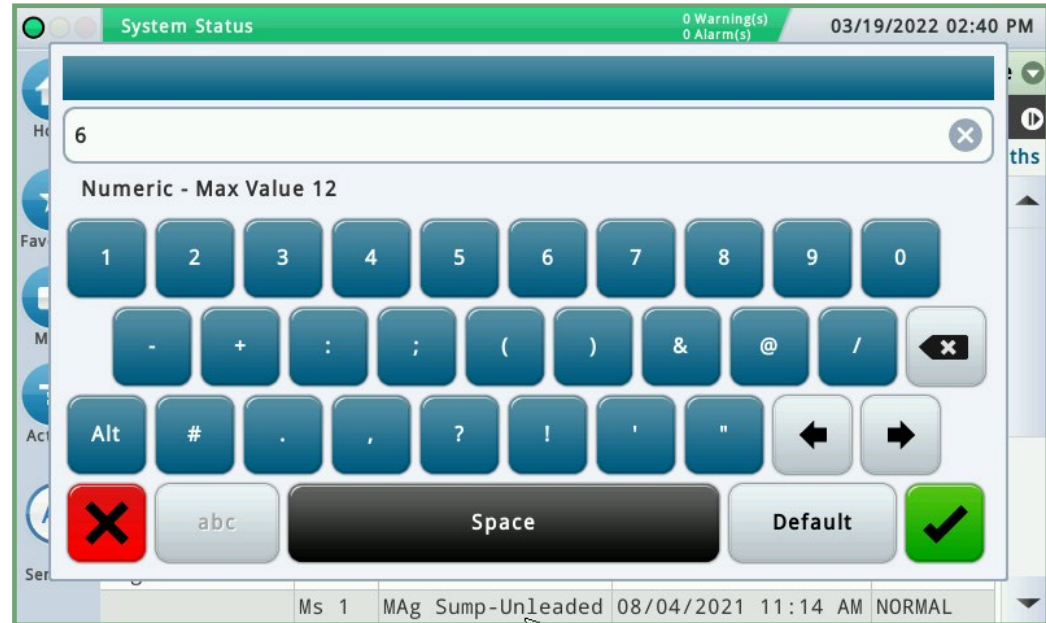 System Status
0 Warning(s)
0 Alarm(s)
03/19/2022 02:40 PM
6
ths
Numeric - Max Value 12
1 2 3 4 5 6 7 8 9 0
- + : ; ( ) & @ /
Alt # . , ? ! ' "
abc Space Default
Ms 1 MAg Sump-Unleaded 08/04/2021 11:14 AM NORMAL